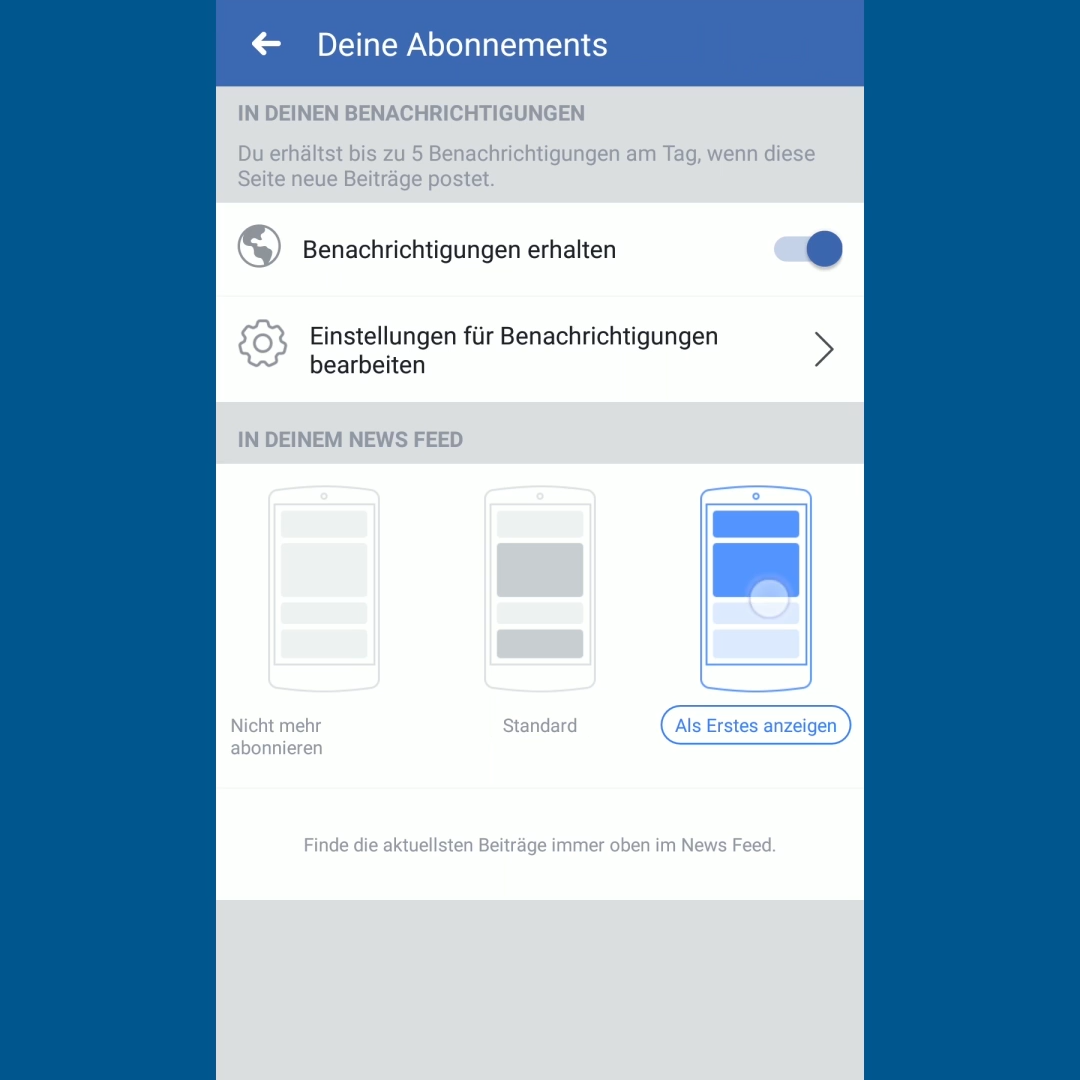 Deine Abonnements
IN DEINEN BENACHRICHTIGUNGEN
Du erhältst bis zu 5 Benachrichtigungen am Tag, wenn diese
Seite neue Beiträge postet.
Benachrichtigungen erhalten
Einstellungen für Benachrichtigungen
bearbeiten
IN DEINEM NEWS FEED
Nicht mehr
abonnieren
Standard
Als Erstes anzeigen
Finde die aktuellsten Beiträge immer oben im News Feed.